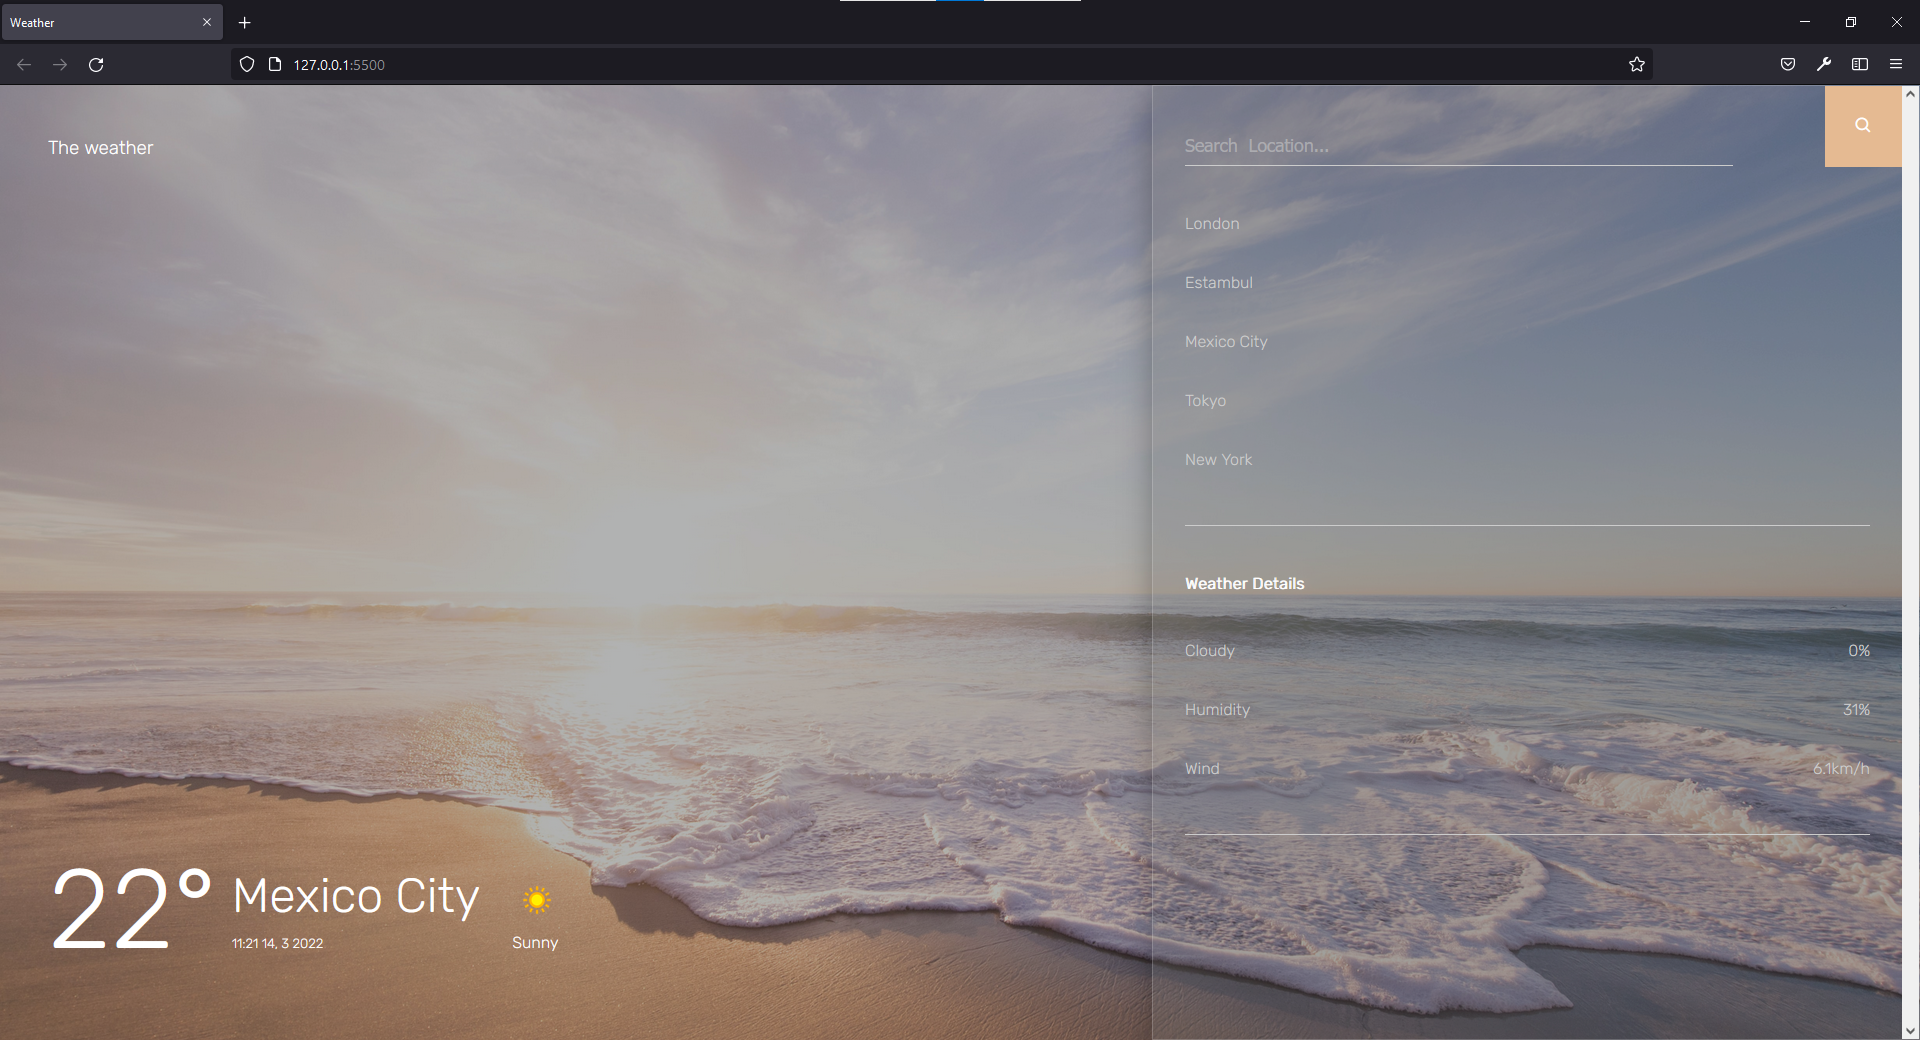 Weather
127.0.0.1:5500
The weather
Search Location...
London
Estambul
Mexico City
Tokyo
New York
Weather Details
Cloudy 0%
Humidity 31%
Wind 6.1km/h
22° Mexico City
11:21 14, 3 2022
Sunny